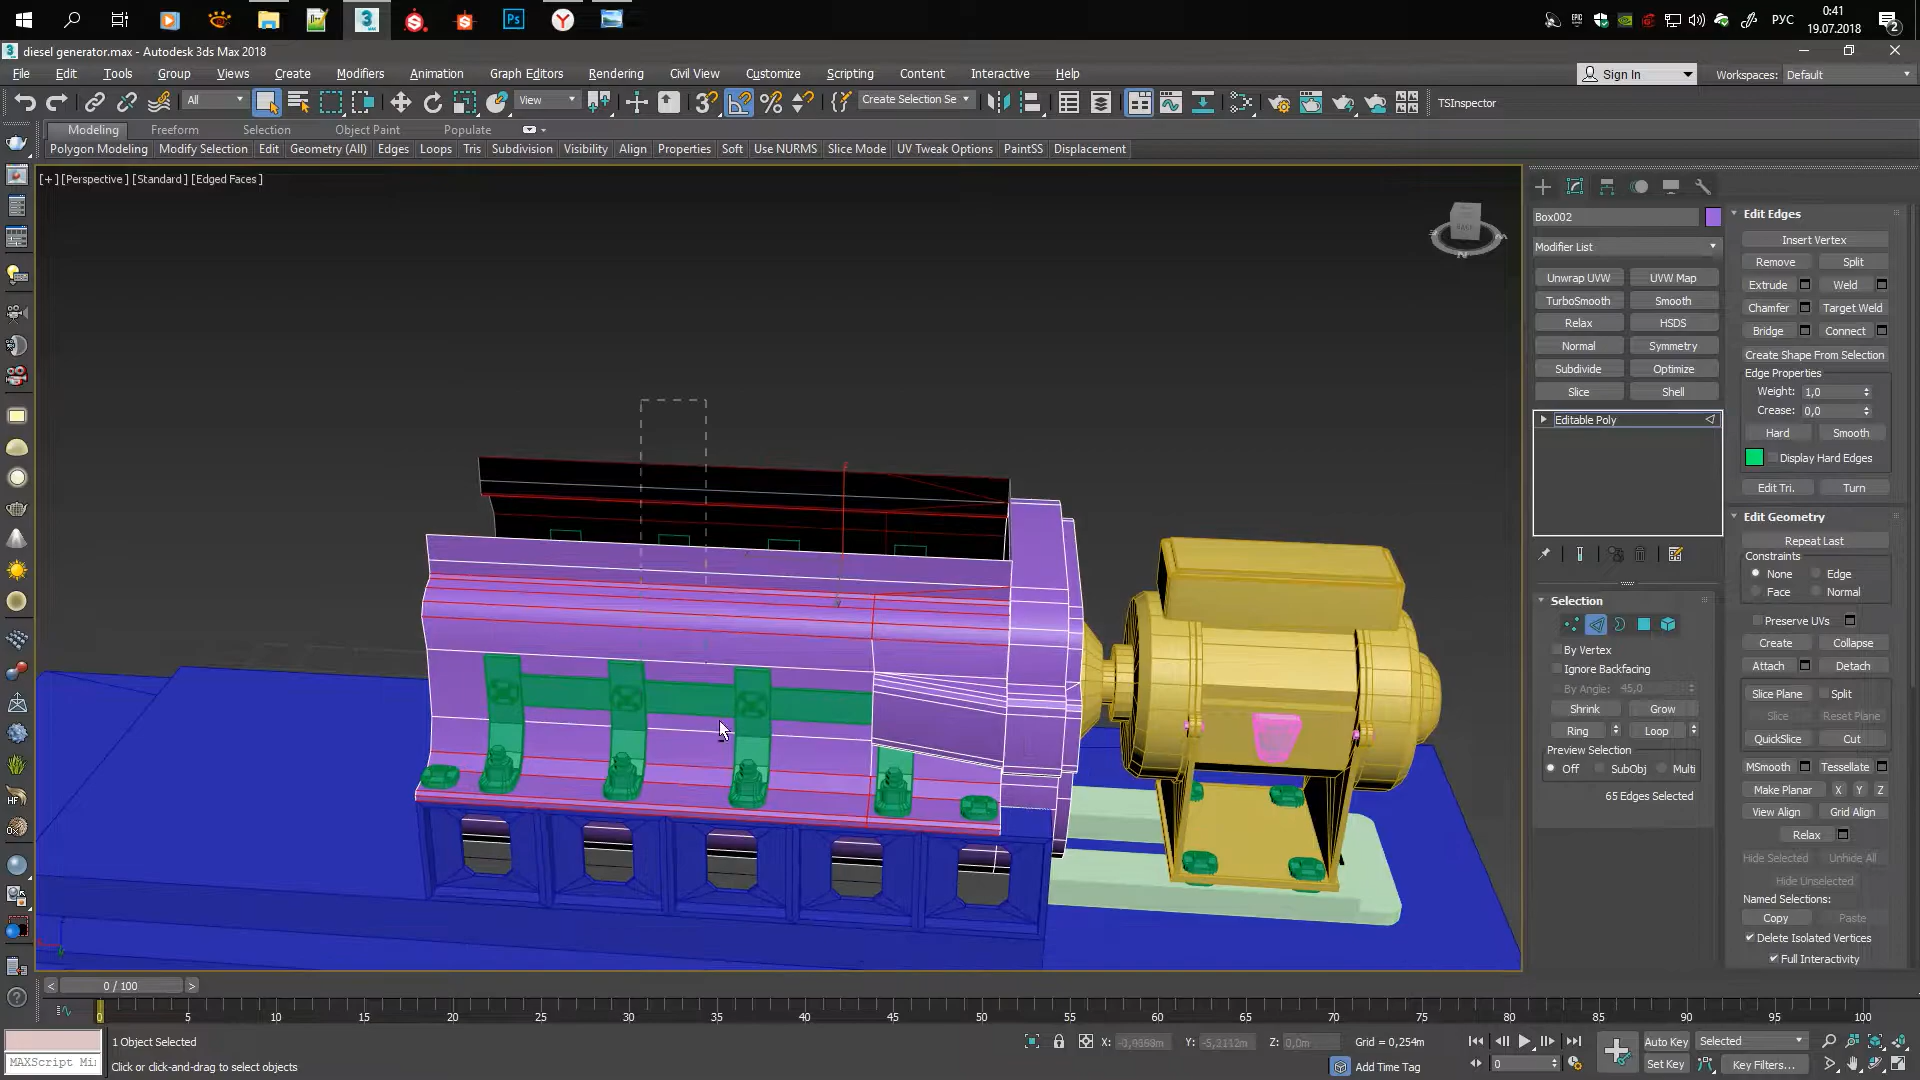 0:41
РУС
19.07.2018
2
diesel generator.max - Autodesk 3ds Max 2018
File Edit Tools Group Views Create Modifiers Animation Graph Editors Rendering Civil View Customize Scripting Content Interactive Help
Sign In
Workspaces: Default
All
View
Create Selection Se
TSInspector
Modeling Freeform Selection Object Paint Populate
Polygon Modeling Modify Selection Edit Geometry (All) Edges Loops Tris Subdivision Visibility Align Properties Soft Use NURMS Slice Mode UV Tweak Options PaintSS Displacement
[+] [Perspective ] [Standard ] [Edged Faces ]
Box002
Modifier List
Unwrap UVW UVW Map
TurboSmooth Smooth
Relax HSDS
Normal Symmetry
Subdivide Optimize
Slice Shell
Editable Poly
Selection
By Vertex
Ignore Backfacing
By Angle: 45,0
Shrink Grow
Ring Loop
Preview Selection
Off SubObj Multi
65 Edges Selected
Edit Edges
Insert Vertex
Remove Split
Extrude Weld
Chamfer Target Weld
Bridge Connect
Create Shape From Selection
Edge Properties
Weight: 1,0
Crease: 0,0
Hard Smooth
Display Hard Edges
Edit Tri. Turn
Edit Geometry
Repeat Last
Constraints
None Edge
Face Normal
Preserve UVs
Create Collapse
Attach Detach
Slice Plane Split
Slice Reset Plane
QuickSlice Cut
MSmooth Tessellate
Make Planar X Y Z
View Align Grid Align
Relax
Hide Selected Unhide All
Hide Unselected
Named Selections:
Copy Paste
Delete Isolated Vertices
Full Interactivity
< 0 / 100 >
0 5 10 15 20 25 30 35 40 45 50 55 60 65 70 75 80 85 90 95 100
1 Object Selected
MAXScript Mi
Click or click-and-drag to select objects
X: Y: Z: 0,0m Grid = 0,254m
Add Time Tag
0
Auto Key Selected
Set Key Key Filters...